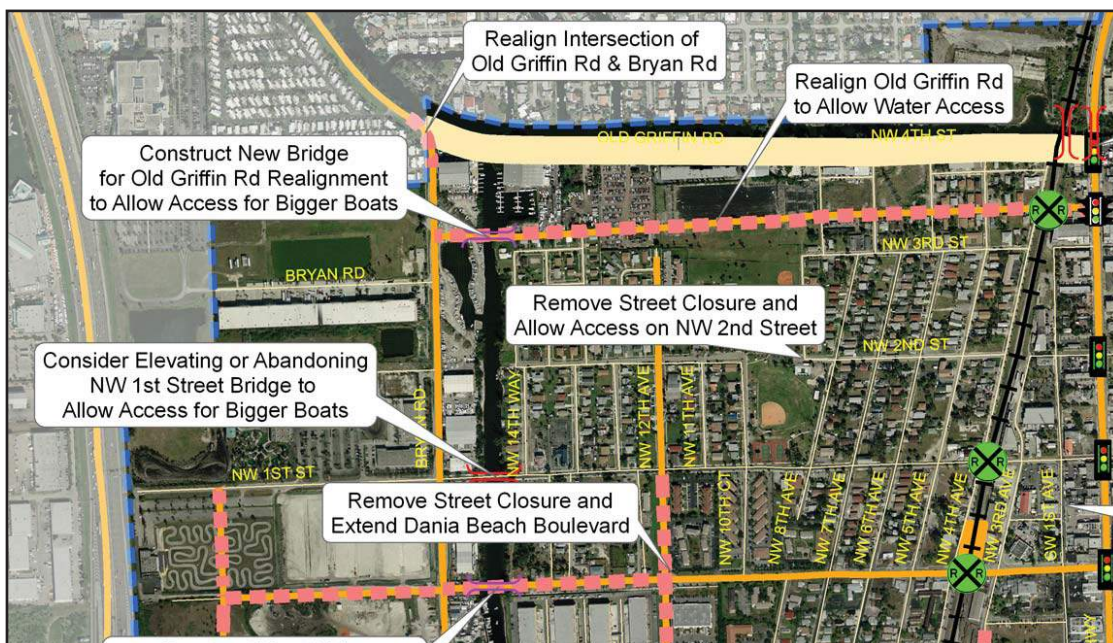 Realign Intersection of
Old Griffin Rd & Bryan Rd
Realign Old Griffin Rd
to Allow Water Access
OLD GRIFFIN RD
NW 4TH ST
Construct New Bridge
for Old Griffin Rd Realignment
to Allow Access for Bigger Boats
R R
NW 3RD ST
BRYAN RD
Remove Street Closure and
Allow Access on NW 2nd Street
NW 2ND ST
Consider Elevating or Abandoning
NW 1st Street Bridge to
Allow Access for Bigger Boats
BRYAN RD
NW 14TH WAY
NW 12TH AVE
NW 11TH AVE
NW 1ST ST
R R
Remove Street Closure and
Extend Dania Beach Boulevard
NW 10TH CT
NW 8TH AVE
NW 7TH AVE
NW 6TH AVE
NW 5TH AVE
NW 4TH AVE
NW 3RD AVE
SW 1ST AVE
R R